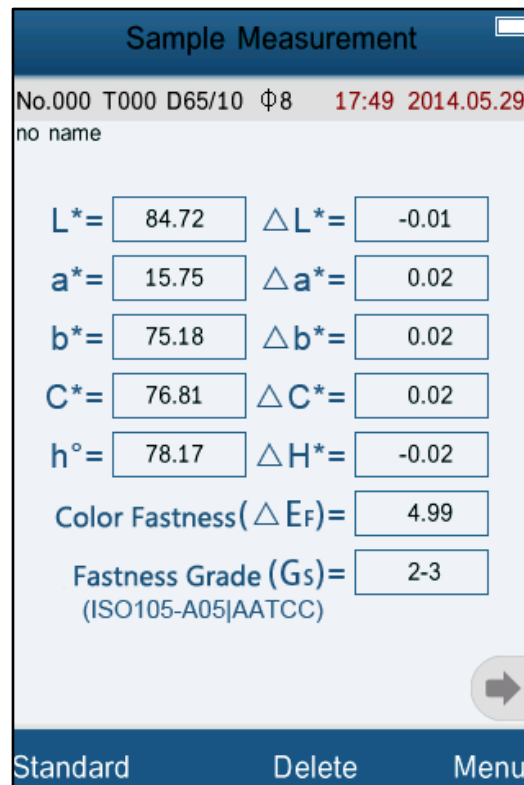 Sample Measurement
No.000 T000 D65/10 Φ8 17:49 2014.05.29
no name
L*= 84.72 △L*= -0.01
a*= 15.75 △a*= 0.02
b*= 75.18 △b*= 0.02
C*= 76.81 △C*= 0.02
h°= 78.17 △H*= -0.02
Color Fastness(△EF)= 4.99
Fastness Grade (Gs)= 2-3
(ISO105-A05|AATCC)
Standard Delete Menu